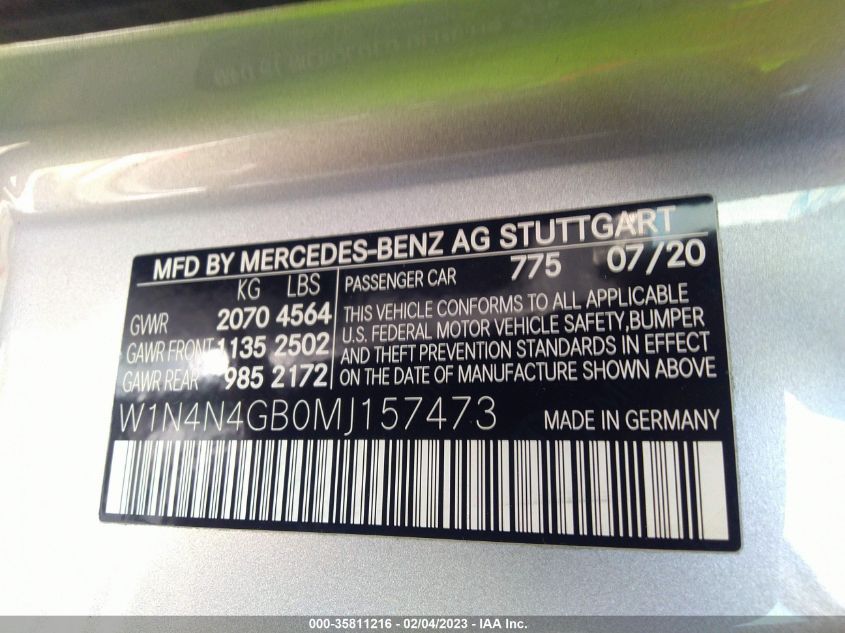 MFD BY MERCEDES-BENZ AG STUTTGART
KG LBS
GVWR 2070 4564
GAWR FRONT 1135 2502
GAWR REAR 985 2172
PASSENGER CAR 775 07/20
THIS VEHICLE CONFORMS TO ALL APPLICABLE
U.S. FEDERAL MOTOR VEHICLE SAFETY,BUMPER
AND THEFT PREVENTION STANDARDS IN EFFECT
ON THE DATE OF MANUFACTURE SHOWN ABOVE.
W1N4N4GB0MJ157473 MADE IN GERMANY
000-35811216 - 02/04/2023 - IAA Inc.